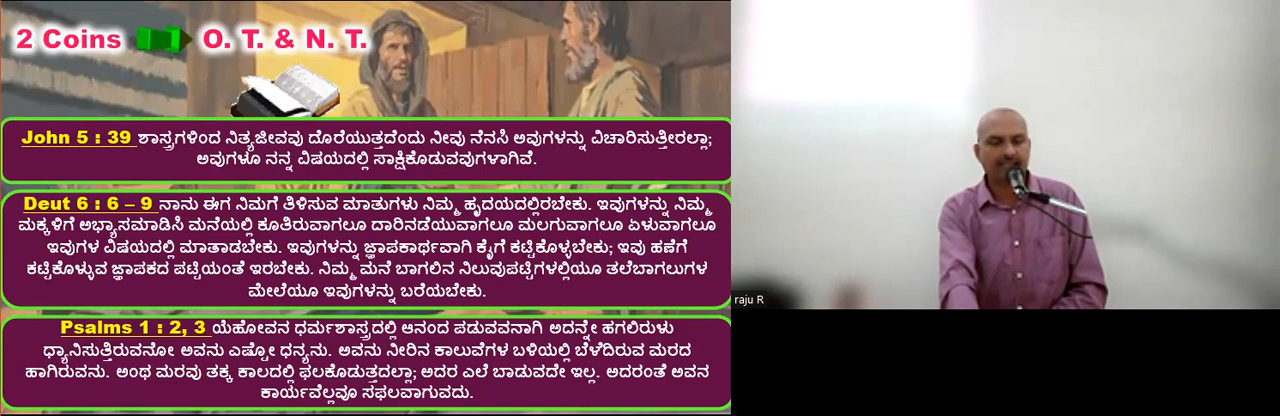 2 Coins O. T. & N. T.
John 5 : 39 ಶಾಸ್ತ್ರಗಳಿಂದ ನಿತ್ಯಜೀವವು ದೊರೆಯುತ್ತದೆಂದು ನೀವು ನೆನಸಿ ಅವುಗಳನ್ನು ವಿಚಾರಿಸುತ್ತೀರಲ್ಲಾ;
ಅವುಗಳೂ ನನ್ನ ವಿಷಯದಲ್ಲಿ ಸಾಕ್ಷಿಕೊಡುವವುಗಳಾಗಿವೆ.
Deut 6 : 6 – 9 ನಾನು ಈಗ ನಿಮಗೆ ತಿಳಿಸುವ ಮಾತುಗಳು ನಿಮ್ಮ ಹೃದಯದಲ್ಲಿರಬೇಕು. ಇವುಗಳನ್ನು ನಿಮ್ಮ
ಮಕ್ಕಳಿಗೆ ಅಭ್ಯಾಸಮಾಡಿಸಿ ಮನೆಯಲ್ಲಿ ಕೂತಿರುವಾಗಲೂ ದಾರಿನಡೆಯುವಾಗಲೂ ಮಲಗುವಾಗಲೂ ಏಳುವಾಗಲೂ
ಇವುಗಳ ವಿಷಯದಲ್ಲಿ ಮಾತಾಡಬೇಕು. ಇವುಗಳನ್ನು ಜ್ಞಾಪಕಾರ್ಥವಾಗಿ ಕೈಗೆ ಕಟ್ಟಿಕೊಳ್ಳಬೇಕು; ಇವು ಹಣೆಗೆ
ಕಟ್ಟಿಕೊಳ್ಳುವ ಜ್ಞಾಪಕದ ಪಟ್ಟಿಯಂತೆ ಇರಬೇಕು. ನಿಮ್ಮ ಮನೆ ಬಾಗಲಿನ ನಿಲುವುಪಟ್ಟಿಗಳಲ್ಲಿಯೂ ತಲೆಬಾಗಲುಗಳ
ಮೇಲೆಯೂ ಇವುಗಳನ್ನು ಬರೆಯಬೇಕು.
Psalms 1 : 2, 3 ಯೆಹೋವನ ಧರ್ಮಶಾಸ್ತ್ರದಲ್ಲಿ ಆನಂದ ಪಡುವವನಾಗಿ ಅದನ್ನೇ ಹಗಲಿರುಳು
ಧ್ಯಾನಿಸುತ್ತಿರುವನೋ ಅವನು ಎಷ್ಟೋ ಧನ್ಯನು. ಅವನು ನೀರಿನ ಕಾಲುವೆಗಳ ಬಳಿಯಲ್ಲಿ ಬೆಳೆದಿರುವ ಮರದ
ಹಾಗಿರುವನು. ಅಂಥ ಮರವು ತಕ್ಕ ಕಾಲದಲ್ಲಿ ಫಲಕೊಡುತ್ತದಲ್ಲಾ; ಅದರ ಎಲೆ ಬಾಡುವದೇ ಇಲ್ಲ. ಅದರಂತೆ ಅವನ
ಕಾರ್ಯವೆಲ್ಲವೂ ಸಫಲವಾಗುವದು.
raju R